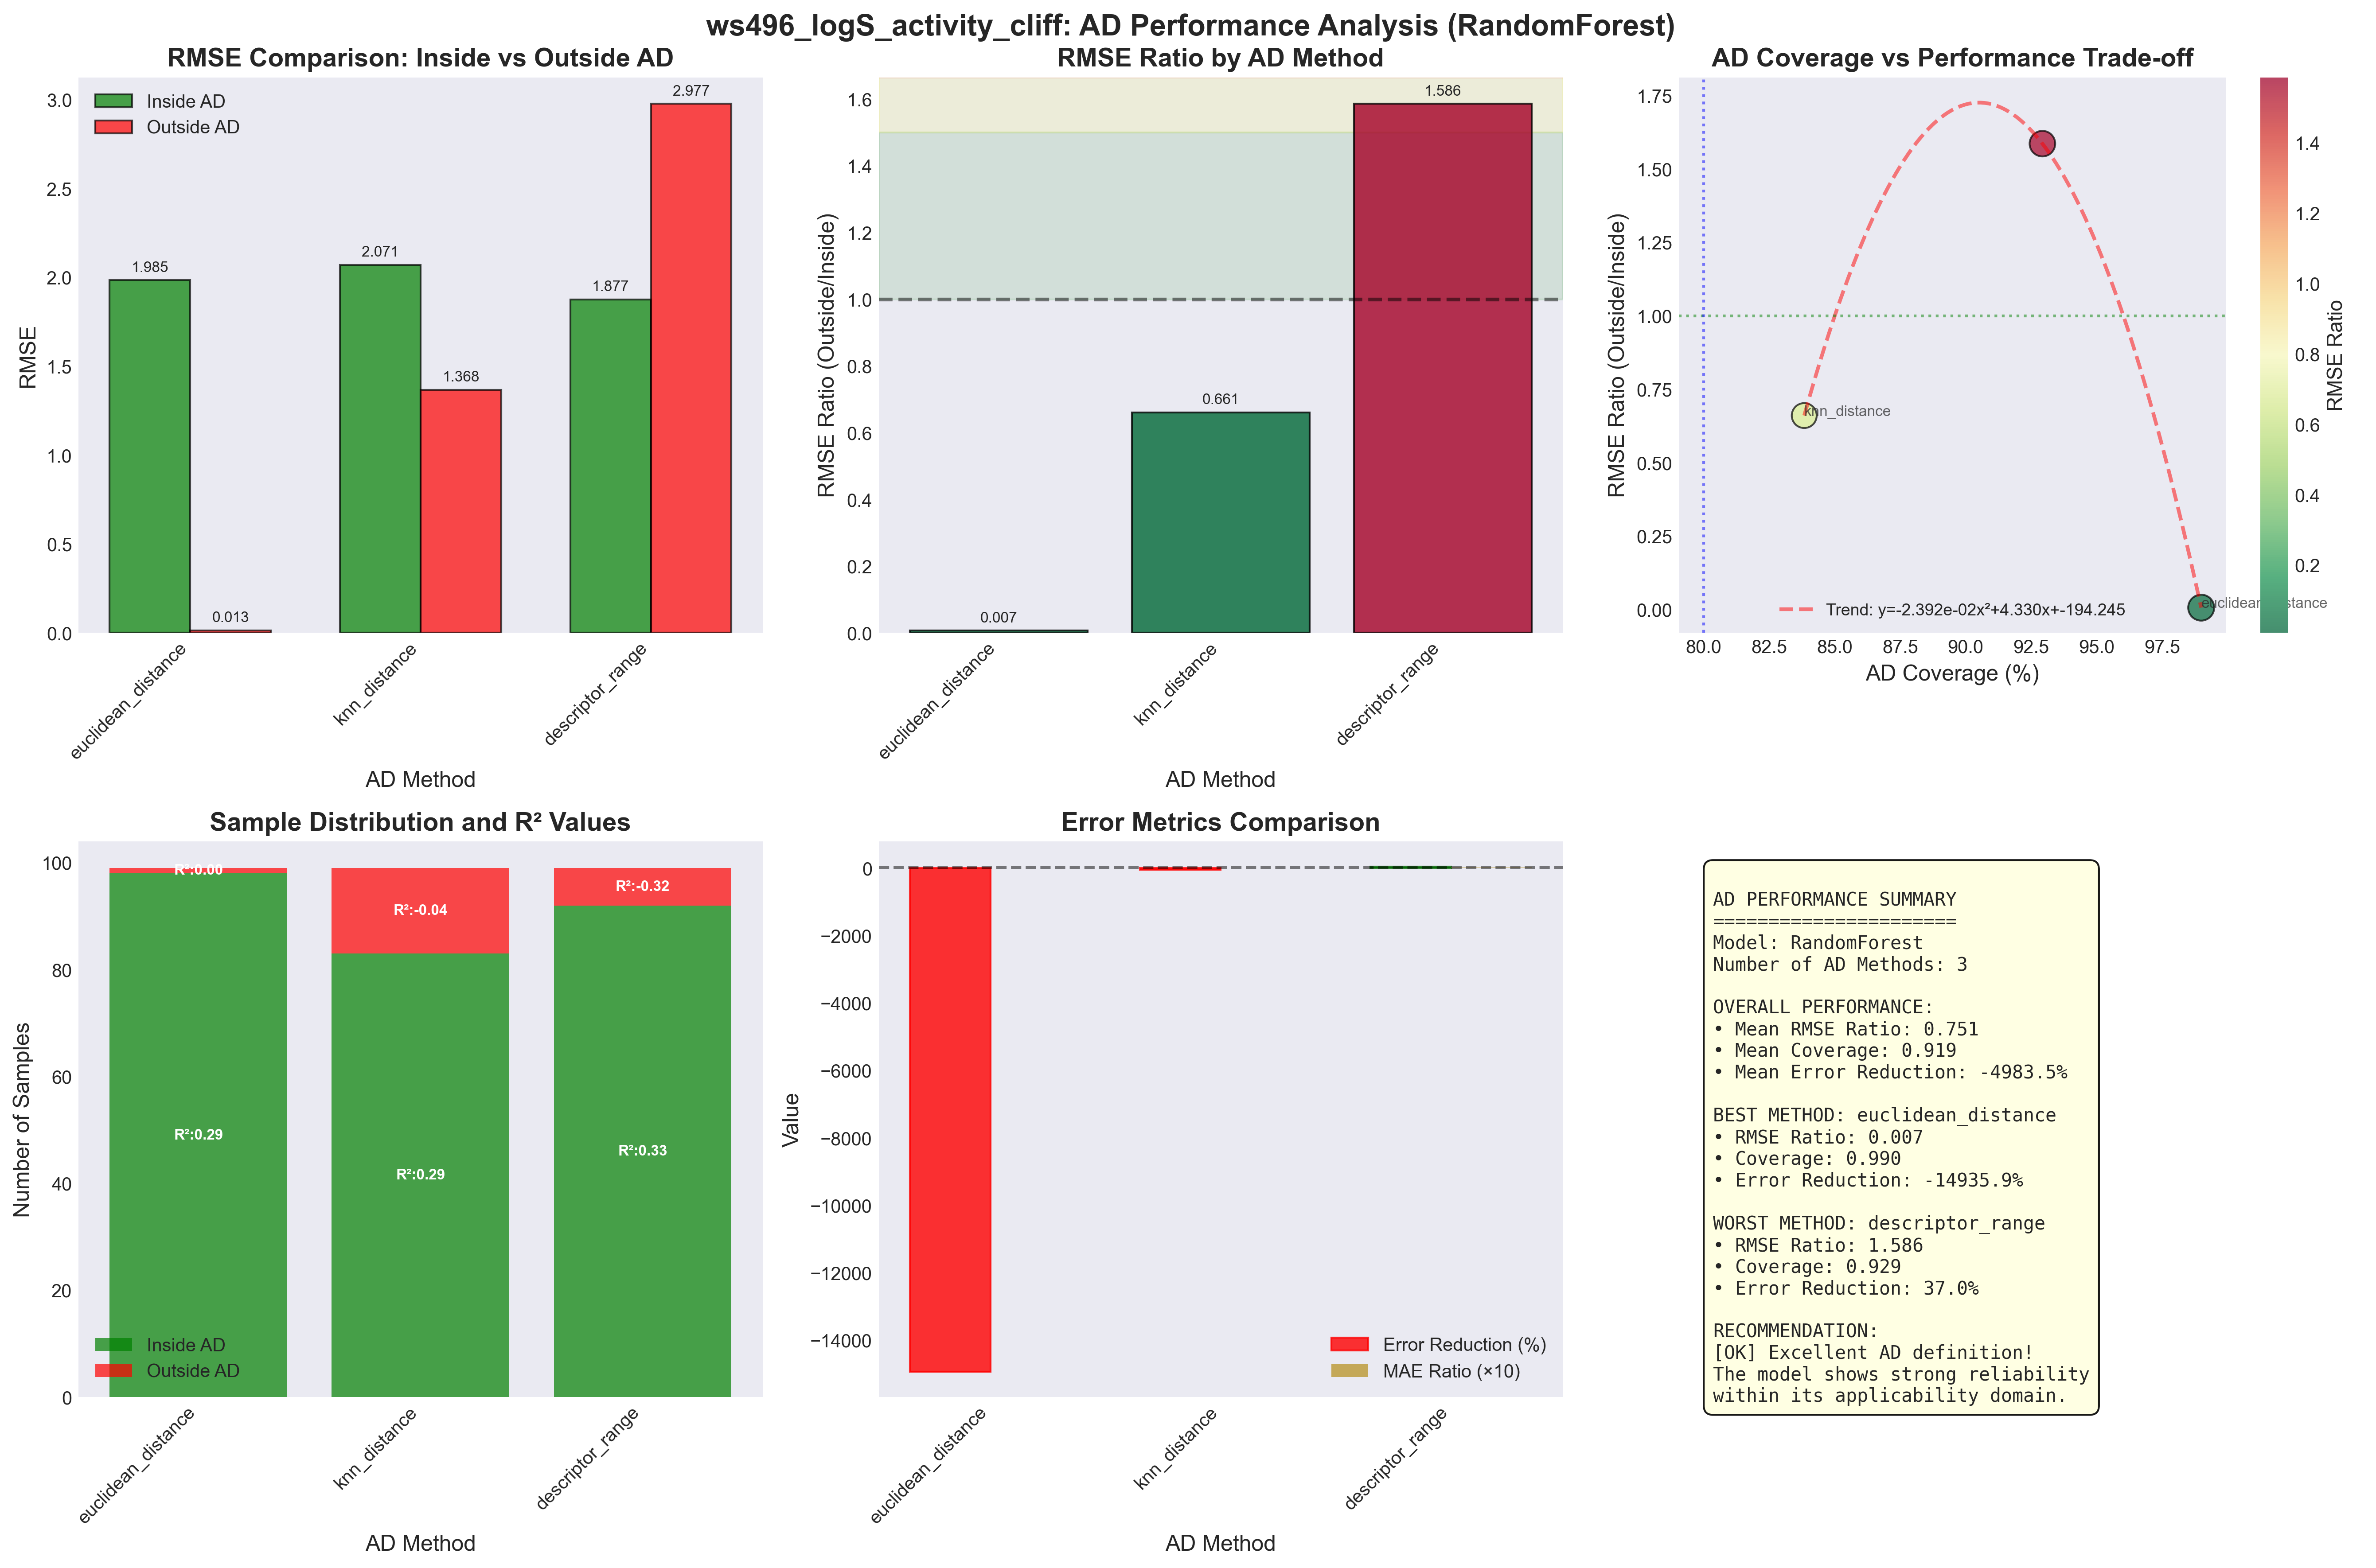 ws496_logS_activity_cliff: AD Performance Analysis (RandomForest)
RMSE Comparison: Inside vs Outside AD
Inside AD
Outside AD
3.0
2.5
2.0
1.5
1.0
0.5
0.0
RMSE
1.985
0.013
2.071
1.368
1.877
2.977
euclidean_distance
knn_distance
descriptor_range
AD Method
RMSE Ratio by AD Method
1.6
1.4
1.2
1.0
0.8
0.6
0.4
0.2
0.0
RMSE Ratio (Outside/Inside)
0.007
0.661
1.586
euclidean_distance
knn_distance
descriptor_range
AD Method
AD Coverage vs Performance Trade-off
1.75
1.50
1.25
1.00
0.75
0.50
0.25
0.00
RMSE Ratio (Outside/Inside)
knn_distance
euclidean_distance
Trend: y=-2.392e-02x²+4.330x+-194.245
80.0
82.5
85.0
87.5
90.0
92.5
95.0
97.5
AD Coverage (%)
1.4
1.2
1.0
0.8
0.6
0.4
0.2
RMSE Ratio
Sample Distribution and R² Values
100
80
60
40
20
0
Number of Samples
R²:0.00
R²:-0.04
R²:-0.32
R²:0.29
R²:0.29
R²:0.33
Inside AD
Outside AD
euclidean_distance
knn_distance
descriptor_range
AD Method
Error Metrics Comparison
0
−2000
−4000
−6000
−8000
−10000
−12000
−14000
Value
Error Reduction (%)
MAE Ratio (×10)
euclidean_distance
knn_distance
descriptor_range
AD Method
AD PERFORMANCE SUMMARY
======================
Model: RandomForest
Number of AD Methods: 3
OVERALL PERFORMANCE:
• Mean RMSE Ratio: 0.751
• Mean Coverage: 0.919
• Mean Error Reduction: -4983.5%
BEST METHOD: euclidean_distance
• RMSE Ratio: 0.007
• Coverage: 0.990
• Error Reduction: -14935.9%
WORST METHOD: descriptor_range
• RMSE Ratio: 1.586
• Coverage: 0.929
• Error Reduction: 37.0%
RECOMMENDATION:
[OK] Excellent AD definition!
The model shows strong reliability
within its applicability domain.